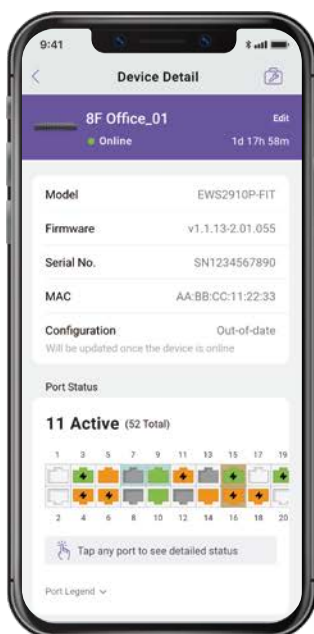 9:41
Device Detail
8F Office_01
Edit
Online
1d 17h 58m
Model
EWS2910P-FIT
Firmware
v1.1.13-2.01.055
Serial No.
SN1234567890
MAC
AA:BB:CC:11:22:33
Configuration
Out-of-date
Will be updated once the device is online
Port Status
11 Active (52 Total)
1 3 5 7 9 11 13 15 17 19
2 4 6 8 10 12 14 16 18 20
Tap any port to see detailed status
Port Legend